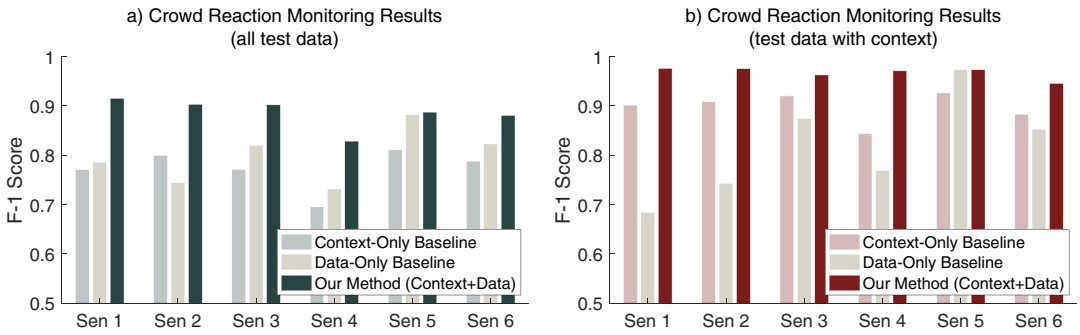 a) Crowd Reaction Monitoring Results
(all test data)
F-1 Score
1
0.9
0.8
0.7
0.6
0.5
Context-Only Baseline
Data-Only Baseline
Our Method (Context+Data)
Sen 1 Sen 2 Sen 3 Sen 4 Sen 5 Sen 6
b) Crowd Reaction Monitoring Results
(test data with context)
F-1 Score
1
0.9
0.8
0.7
0.6
0.5
Context-Only Baseline
Data-Only Baseline
Our Method (Context+Data)
Sen 1 Sen 2 Sen 3 Sen 4 Sen 5 Sen 6